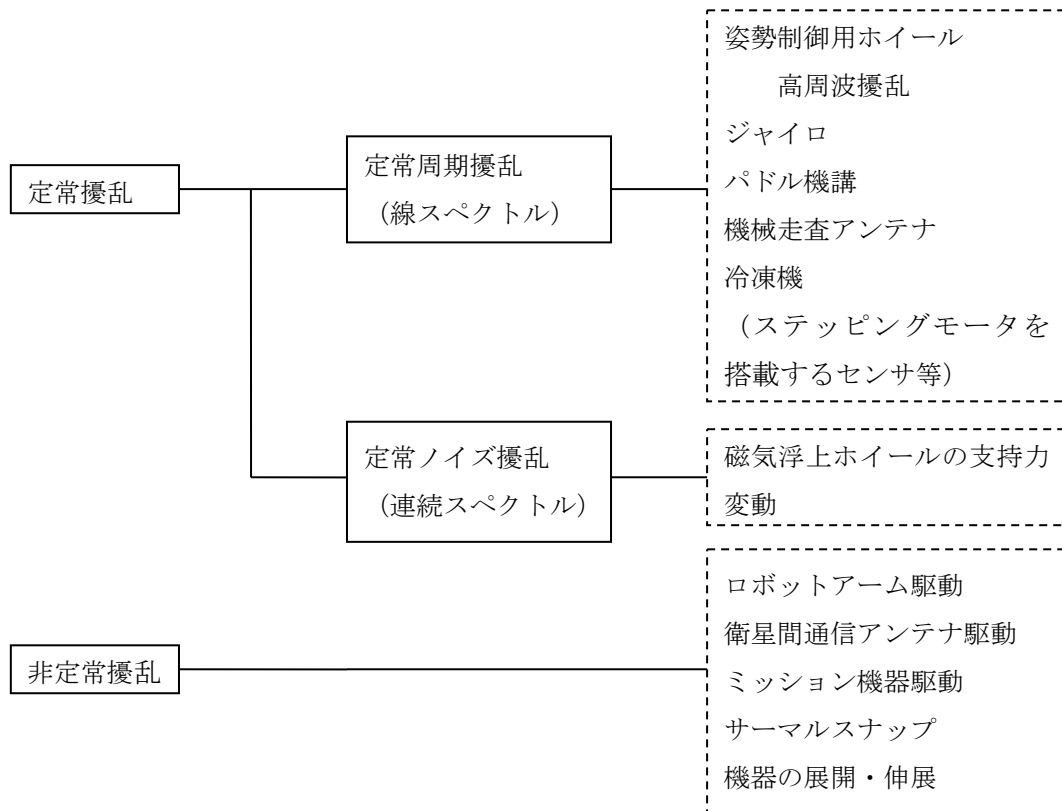 定常擾乱
定常周期擾乱
（線スペクトル）
姿勢制御用ホイール
高周波擾乱
ジャイロ
パドル機講
機械走査アンテナ
冷凍機
（ステッピングモータを
搭載するセンサ等）
定常ノイズ擾乱
（連続スペクトル）
磁気浮上ホイールの支持力
変動
非定常擾乱
ロボットアーム駆動
衛星間通信アンテナ駆動
ミッション機器駆動
サーマルスナップ
機器の展開・伸展